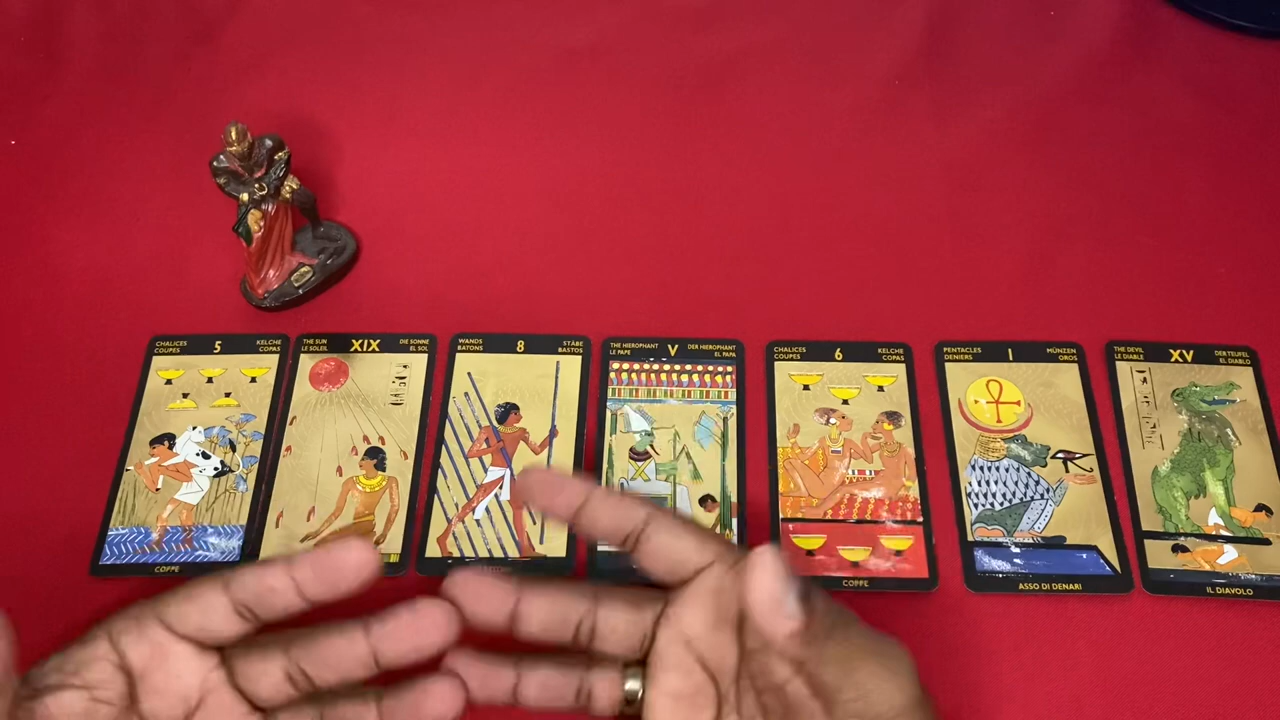 CHALICES 5 KELCHE
COUPES COPAS
COPPE
THE SUN XIX DIE SONNE
LE SOLEIL EL SOL
WANDS 8 STÄBE
BATONS BASTOS
THE HIEROPHANT V DER HIEROPHANT
LE PAPE EL PAPA
CHALICES 6 KELCHE
COUPES COPAS
COPPE
PENTACLES I MÜNZEN
DENIERS OROS
ASSO DI DENARI
THE DEVIL XV DER TEUFEL
LE DIABLE EL DIABLO
IL DIAVOLO